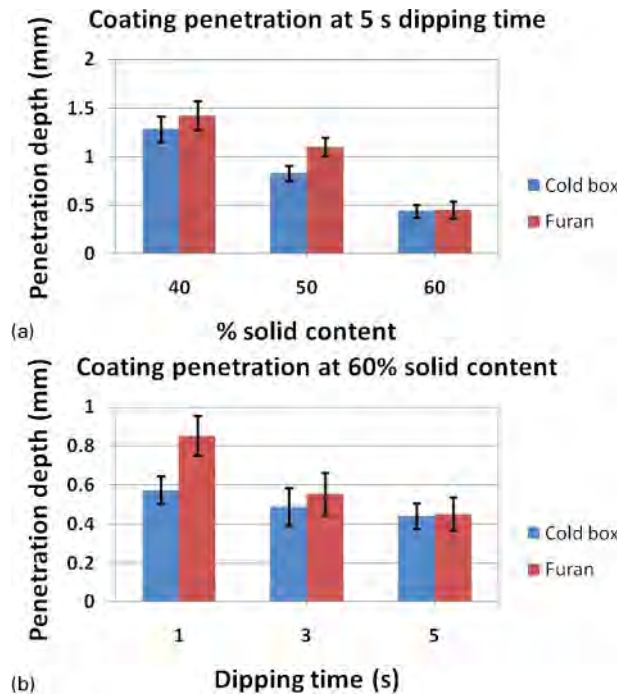 Coating penetration at 5 s dipping time
Penetration depth (mm)
2
1.5
1
0.5
0
40 50 60
% solid content
Cold box
Furan
(a)
Coating penetration at 60% solid content
Penetration depth (mm)
1
0.8
0.6
0.4
0.2
0
1 3 5
Dipping time (s)
Cold box
Furan
(b)